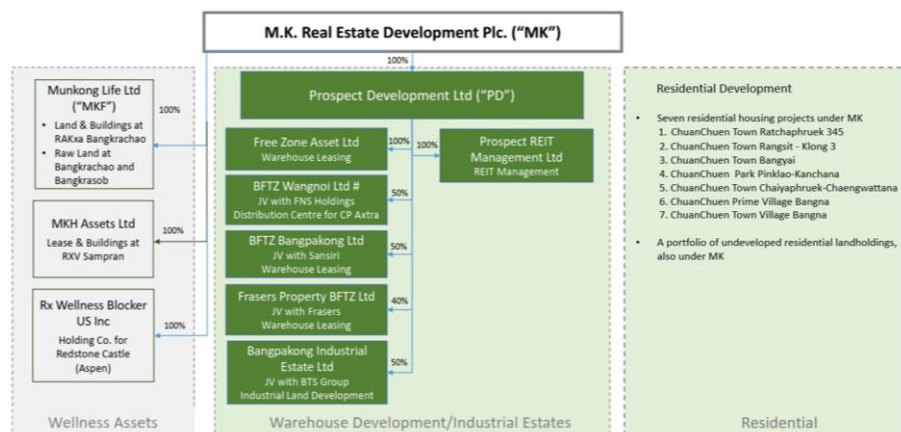 M.K. Real Estate Development Plc. (“MK”)
100%
Munkong Life Ltd
(“MKF”)
• Land & Buildings at
RAKxa Bangkrachao
• Raw Land at
Bangkrachao and
Bangkrasob
100%
MKH Assets Ltd
Lease & Buildings at
RXV Sampran
100%
Rx Wellness Blocker
US Inc
Holding Co. for
Redstone Castle
(Aspen)
100%
Wellness Assets
Prospect Development Ltd (“PD”)
Free Zone Asset Ltd
Warehouse Leasing
100%
100%
Prospect REIT
Management Ltd
REIT Management
BFTZ Wangnoi Ltd #
JV with FNS Holdings
Distribution Centre for CP Axtra
50%
BFTZ Bangpakong Ltd
JV with Sansiri
Warehouse Leasing
50%
Frasers Property BFTZ Ltd
JV with Frasers
Warehouse Leasing
40%
Bangpakong Industrial
Estate Ltd
JV with BTS Group
Industrial Land Development
50%
Warehouse Development/Industrial Estates
Residential Development
• Seven residential housing projects under MK
1. ChuanChuen Town Ratchaphruek 345
2. ChuanChuen Town Rangsit - Klong 3
3. ChuanChuen Town Bangyai
4. ChuanChuen Park Pinklao-Kanchana
5. ChuanChuen Town Chaiyaphruek-Chaengwattana
6. ChuanChuen Prime Village Bangna
7. ChuanChuen Town Village Bangna
• A portfolio of undeveloped residential landholdings,
also under MK
Residential